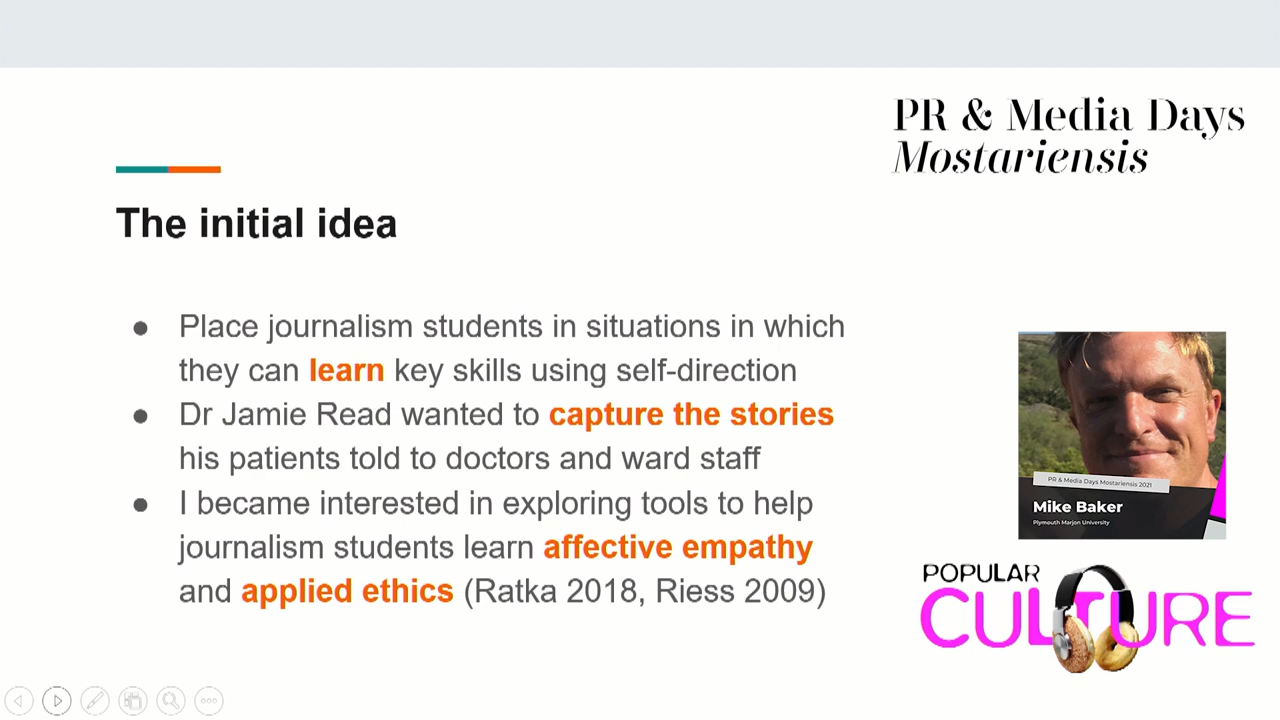 PR & Media Days
Mostariensis
The initial idea
● Place journalism students in situations in which
they can learn key skills using self-direction
● Dr Jamie Read wanted to capture the stories
his patients told to doctors and ward staff
● I became interested in exploring tools to help
journalism students learn affective empathy
and applied ethics (Ratka 2018, Riess 2009)
PR & Media Days Mostariensis 2021
Mike Baker
Plymouth Marjon University
POPULAR
CULTURE